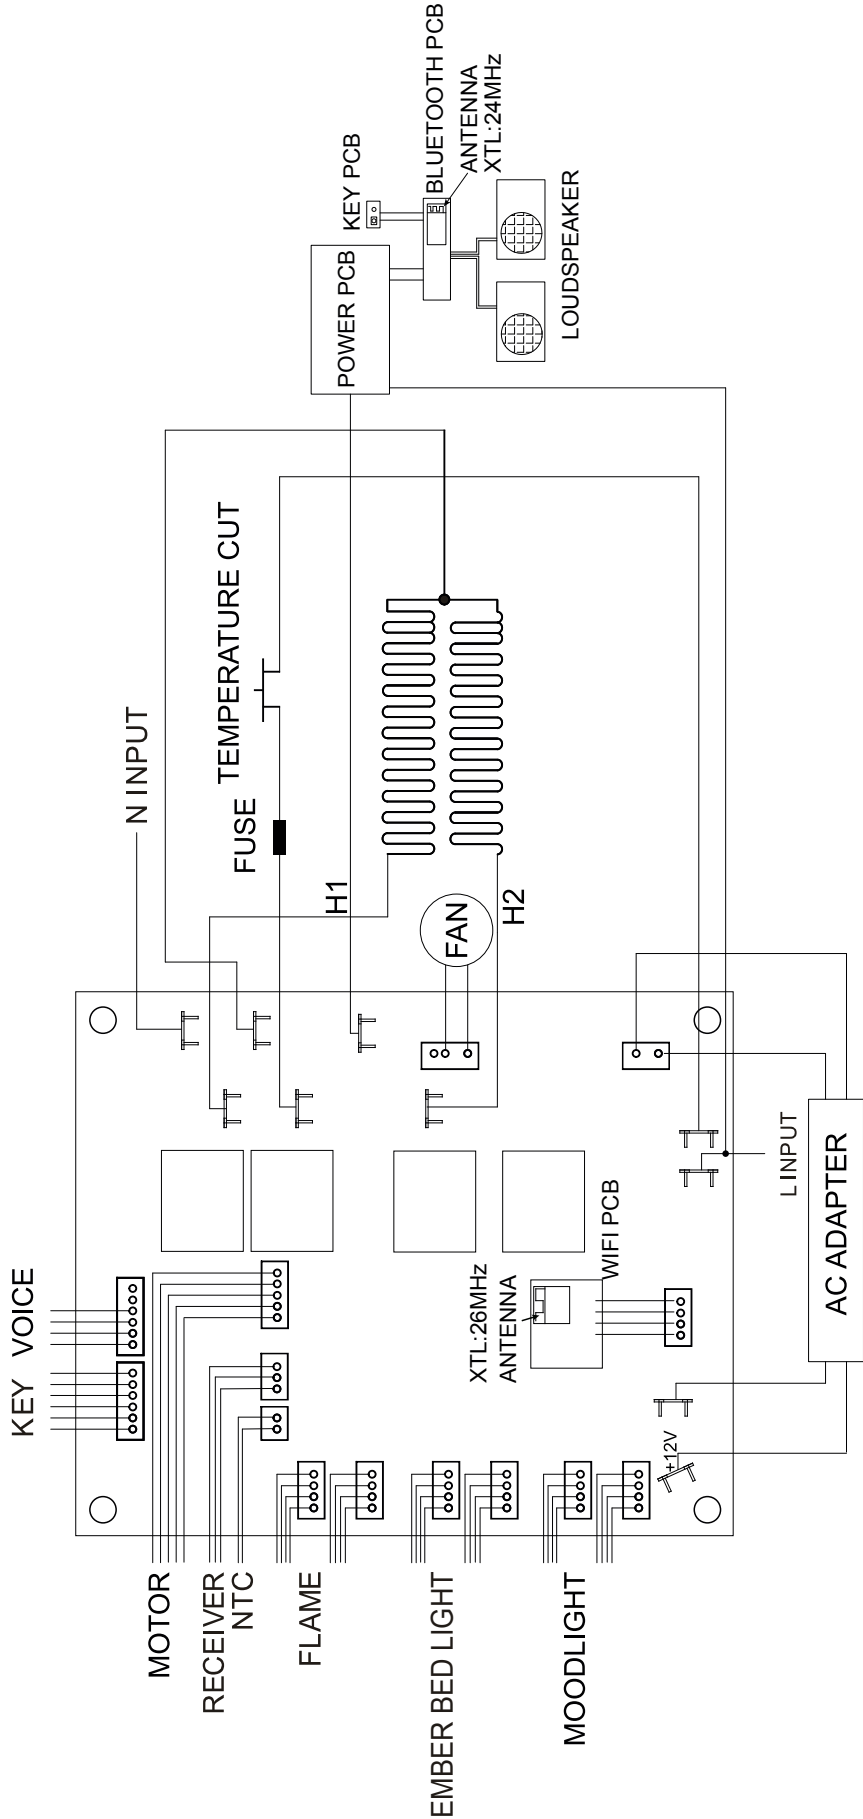 KEY VOICE
MOTOR
RECEIVER
NTC
FLAME
EMBER BED LIGHT
MOODLIGHT
+12V
XTL:26MHz
ANTENNA
WIFI PCB
L INPUT
AC ADAPTER
N INPUT
FUSE
TEMPERATURE CUT
H1
FAN
H2
POWER PCB
KEY PCB
BLUETOOTH PCB
ANTENNA
XTL:24MHz
LOUDSPEAKER